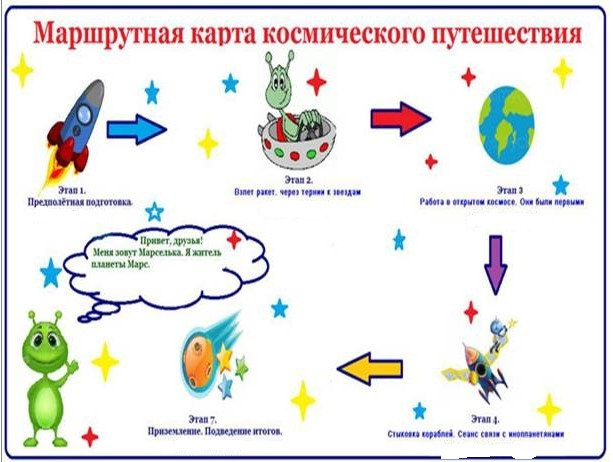 Маршрутная карта космического путешествия
Этап 1.
Предполётная подготовка.
Этап 2.
Взлет ракет. через тернии к звездам
Этап 3
Работа в открытом космосе. Они были первыми
Привет, друзья!
Меня зовут Марселька. Я житель
планеты Марс.
Этап 7.
Приземление. Подведение итогов.
Этап 4.
Стыковка кораблей. Сеанс связи с инопланетянами